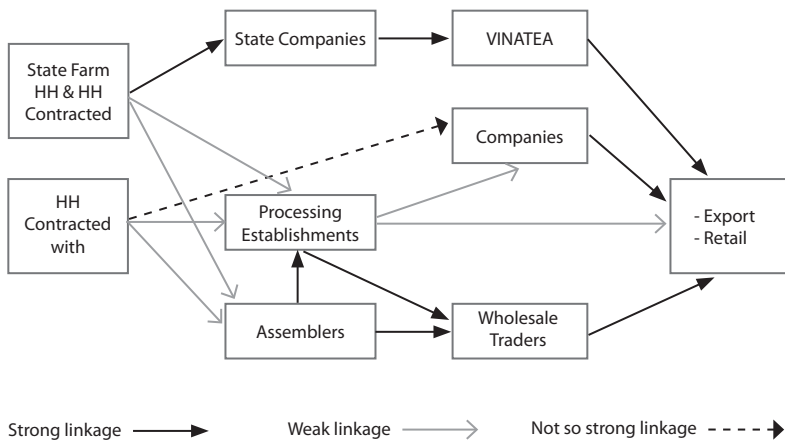 State Companies
VINATEA
State Farm
HH & HH
Contracted
Companies
HH
Contracted
with
Processing
Establishments
- Export
- Retail
Assemblers
Wholesale
Traders
Strong linkage
Weak linkage
Not so strong linkage